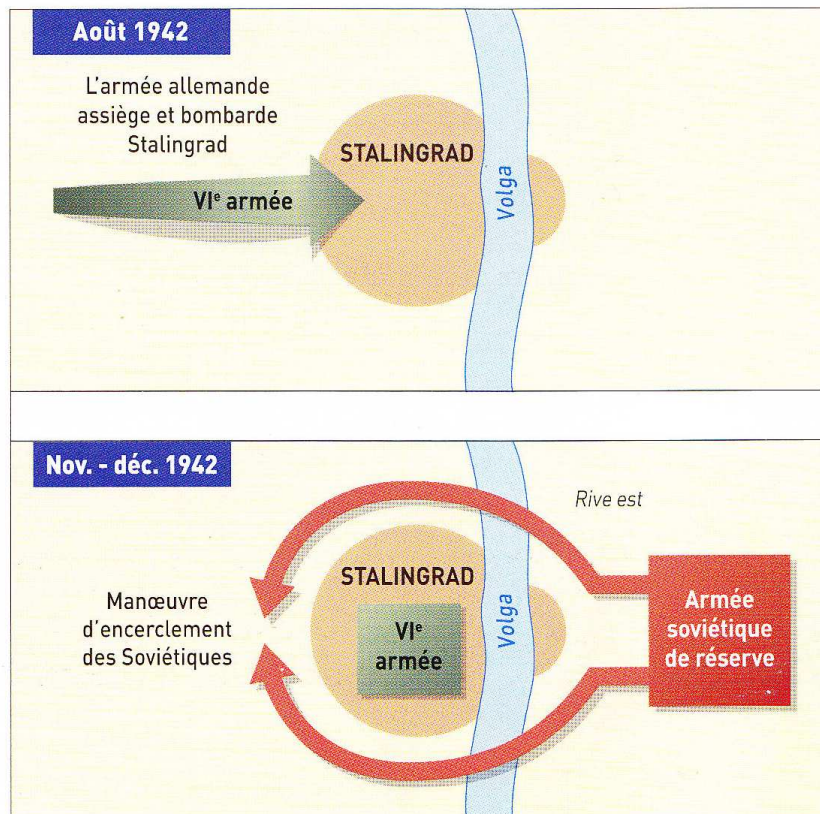 Août 1942
L'armée allemande
assiège et bombarde
Stalingrad
STALINGRAD
VIe armée
Volga
Nov. - déc. 1942
Rive est
STALINGRAD
Manœuvre
d'encerclement
des Soviétiques
VIe
armée
Volga
Armée
soviétique
de réserve